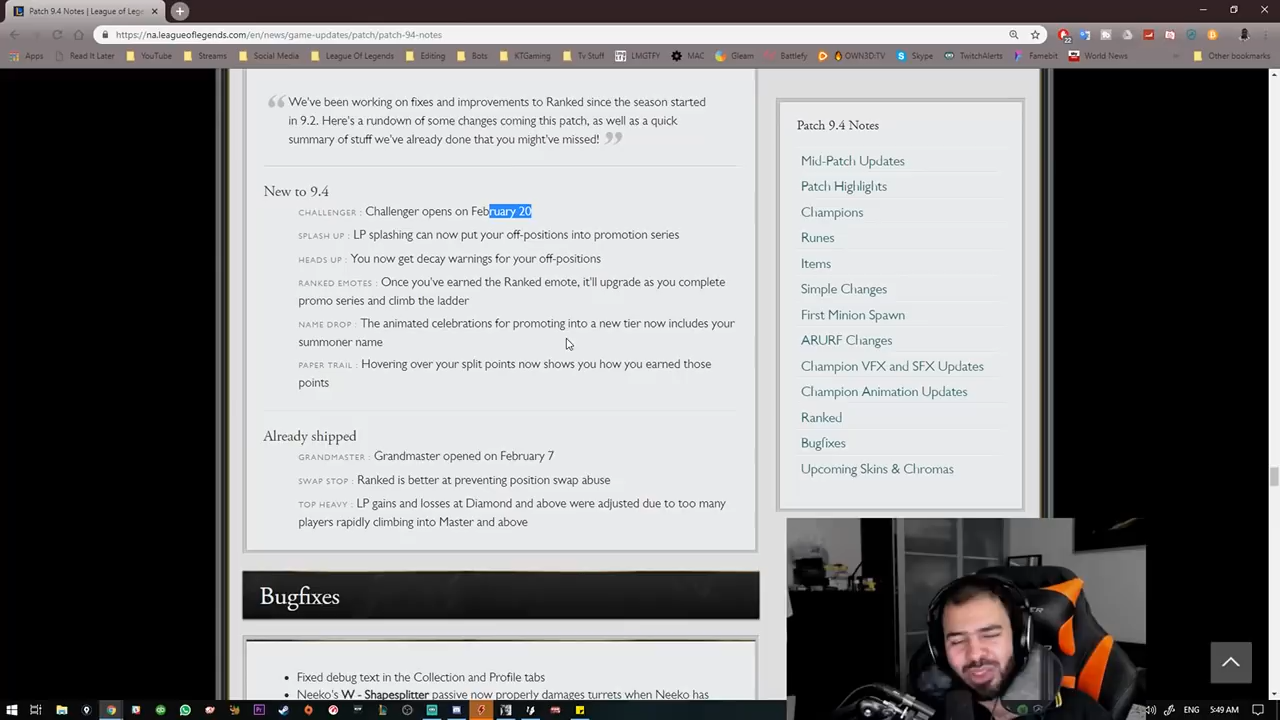 Patch 9.4 Notes | League of Lege
https://na.leagueoflegends.com/en/news/game-updates/patch/patch-94-notes
22
Apps
Read It Later
YouTube
Streams
Social Media
League Of Legends
Editing
Bots
KTGaming
Tv Stuff
LMGTFY
MAC
Gleam
Battlefy
OWN3D:TV
Skype
TwitchAlerts
Famebit
World News
Other bookmarks
We've been working on fixes and improvements to Ranked since the season started
in 9.2. Here's a rundown of some changes coming this patch, as well as a quick
summary of stuff we've already done that you might've missed!
New to 9.4
CHALLENGER : Challenger opens on February 20
SPLASH UP : LP splashing can now put your off-positions into promotion series
HEADS UP : You now get decay warnings for your off-positions
RANKED EMOTES : Once you've earned the Ranked emote, it'll upgrade as you complete
promo series and climb the ladder
NAME DROP : The animated celebrations for promoting into a new tier now includes your
summoner name
PAPER TRAIL : Hovering over your split points now shows you how you earned those
points
Already shipped
GRANDMASTER : Grandmaster opened on February 7
SWAP STOP : Ranked is better at preventing position swap abuse
TOP HEAVY : LP gains and losses at Diamond and above were adjusted due to too many
players rapidly climbing into Master and above
Bugfixes
Fixed debug text in the Collection and Profile tabs
Neeko's W - Shapesplitter passive now properly damages turrets when Neeko has
Patch 9.4 Notes
Mid-Patch Updates
Patch Highlights
Champions
Runes
Items
Simple Changes
First Minion Spawn
ARURF Changes
Champion VFX and SFX Updates
Champion Animation Updates
Ranked
Bugfixes
Upcoming Skins & Chromas
5:49 AM